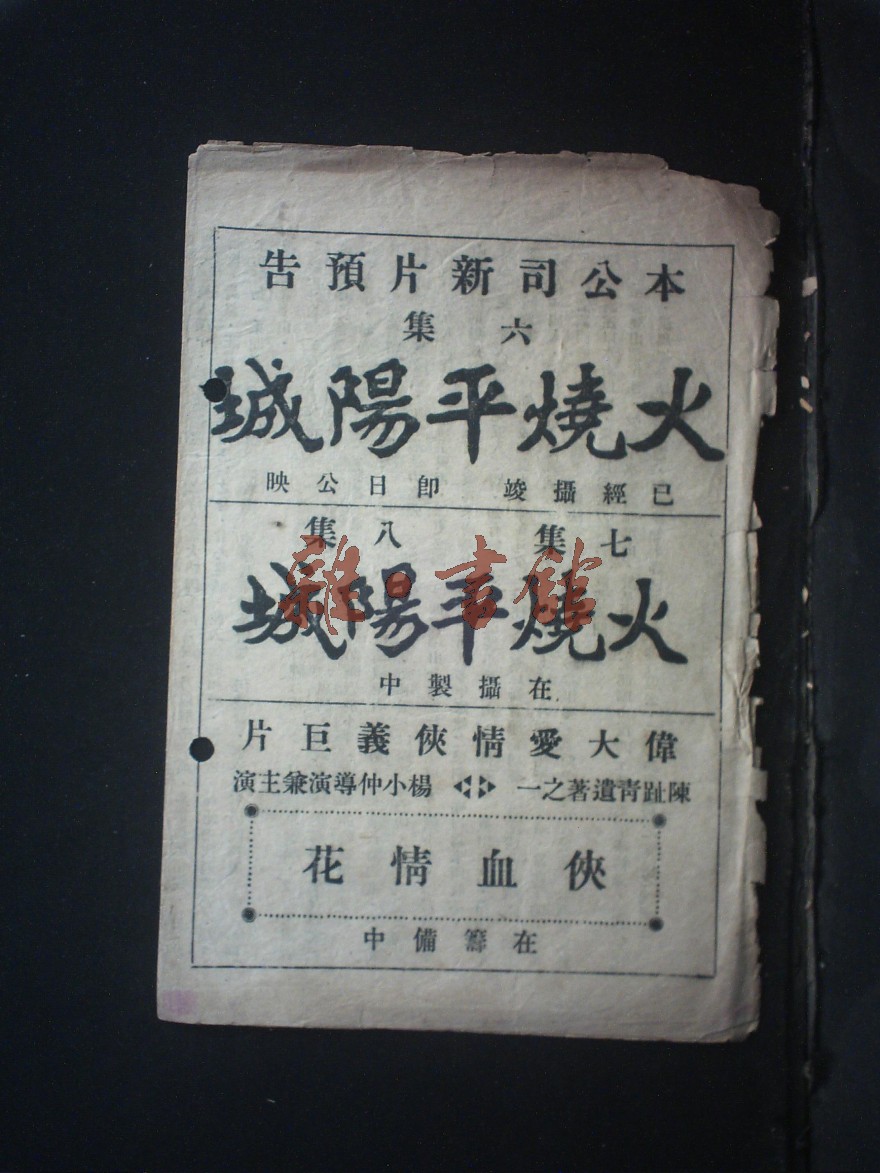 本公司新片預告
六集
火燒平陽城
已經攝竣 即日公映
七集 八集
火燒平陽城
雜·書館
在攝製中
偉大愛情俠義巨片
陳趾青遺著之一 楊小仲導演兼主演
俠血情花
在籌備中